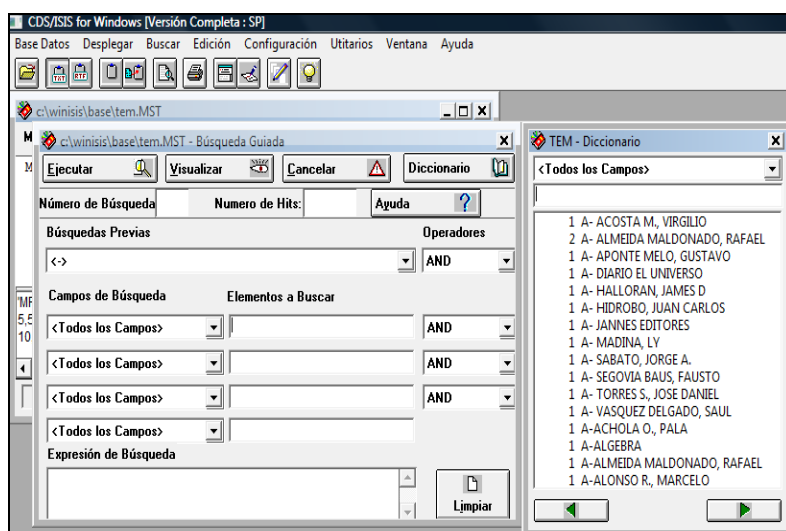 CDS/ISIS for Windows [Versión Completa : SP]
Base Datos Desplegar Buscar Edición Configuración Utitarios Ventana Ayuda
TXT RTF
c:\winisis\base\tem.MST
c:\winisis\base\tem.MST - Búsqueda Guiada
Ejecutar Visualizar Cancelar Diccionario
Número de Búsqueda Numero de Hits: Ayuda
Búsquedas Previas Operadores
<-> AND
Campos de Búsqueda Elementos a Buscar
<Todos los Campos> AND
<Todos los Campos> AND
<Todos los Campos> AND
<Todos los Campos>
Expresión de Búsqueda
Limpiar
M
M
"MF
5,5
10
TEM - Diccionario
<Todos los Campos>
1 A- ACOSTA M., VIRGILIO
2 A- ALMEIDA MALDONADO, RAFAEL
1 A- APONTE MELO, GUSTAVO
1 A- DIARIO EL UNIVERSO
1 A- HALLORAN, JAMES D
1 A- HIDROBO, JUAN CARLOS
1 A- JANNES EDITORES
1 A- MADINA, LY
1 A- SABATO, JORGE A.
1 A- SEGOVIA BAUS, FAUSTO
1 A- TORRES S., JOSE DANIEL
1 A- VASQUEZ DELGADO, SAUL
1 A-ACHOLA O., PALA
1 A-ALGEBRA
1 A-ALMEIDA MALDONADO, RAFAEL
1 A-ALONSO R., MARCELO